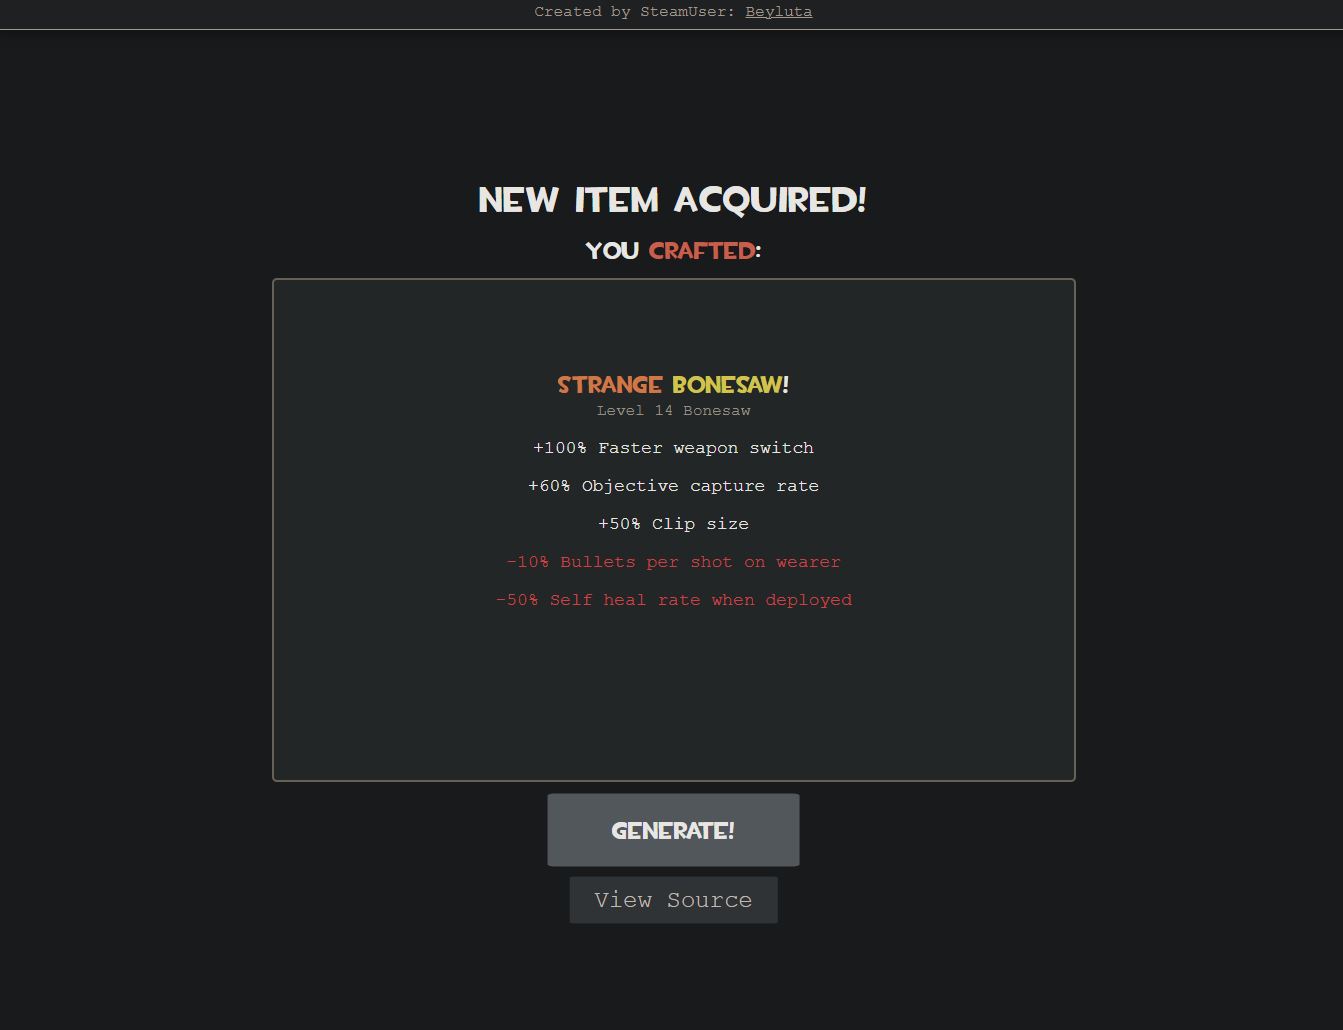 Created by SteamUser: Beyluta
NEW ITEM ACQUIRED!
YOU CRAFTED:
STRANGE BONESAW!
Level 14 Bonesaw
+100% Faster weapon switch
+60% Objective capture rate
+50% Clip size
-10% Bullets per shot on wearer
-50% Self heal rate when deployed
GENERATE!
View Source